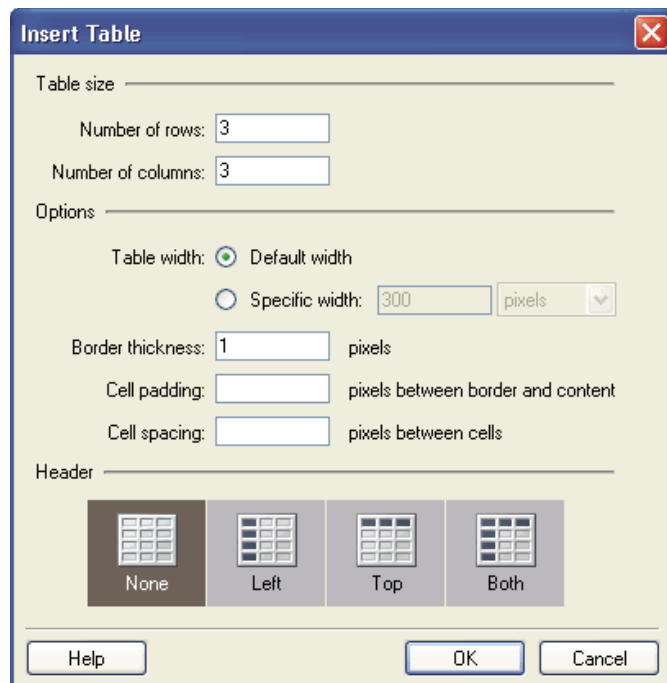 Insert Table
Table size
Number of rows: 3
Number of columns: 3
Options
Table width: Default width
Specific width: 300 pixels
Border thickness: 1 pixels
Cell padding: pixels between border and content
Cell spacing: pixels between cells
Header
None Left Top Both
Help OK Cancel